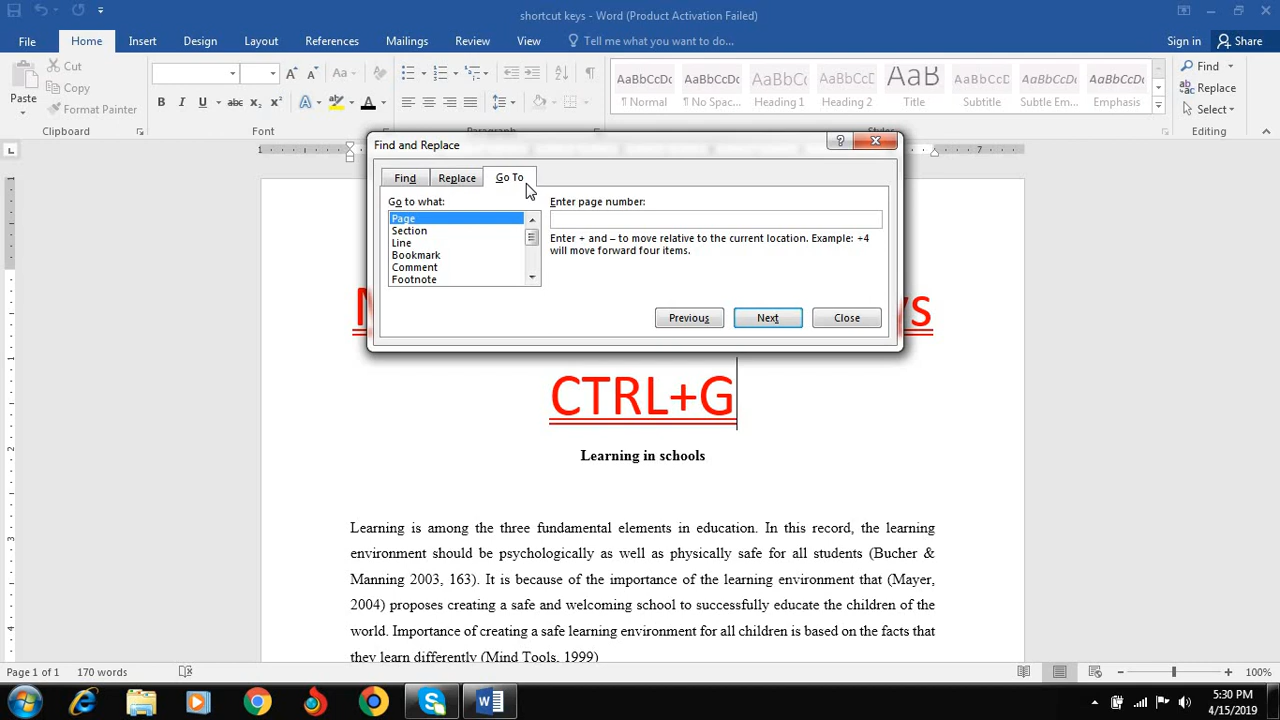 shortcut keys - Word (Product Activation Failed)
File Home Insert Design Layout References Mailings Review View Tell me what you want to do... Sign in Share
Paste
Cut
Copy
Format Painter
Clipboard
B I U abc x₂ x² A A
Aa
Font
AaBbCcDc AaBbCcDc AaBbCc AaBbCcD AaB AaBbCcD AaBbCcDc AaBbCcDc
¶ Normal ¶ No Spac... Heading 1 Heading 2 Title Subtitle Subtle Em... Emphasis
Find
Replace
Select
Editing
1 7
Find and Replace
Find Replace Go To
Go to what:
Page
Section
Line
Bookmark
Comment
Footnote
Enter page number:
Enter + and – to move relative to the current location. Example: +4
will move forward four items.
Previous Next Close
CTRL+G
Learning in schools
Learning is among the three fundamental elements in education. In this record, the learning
environment should be psychologically as well as physically safe for all students (Bucher &
Manning 2003, 163). It is because of the importance of the learning environment that (Mayer,
2004) proposes creating a safe and welcoming school to successfully educate the children of the
world. Importance of creating a safe learning environment for all children is based on the facts that
they learn differently (Mind Tools, 1999)
Page 1 of 1 170 words
100%
5:30 PM
4/15/2019